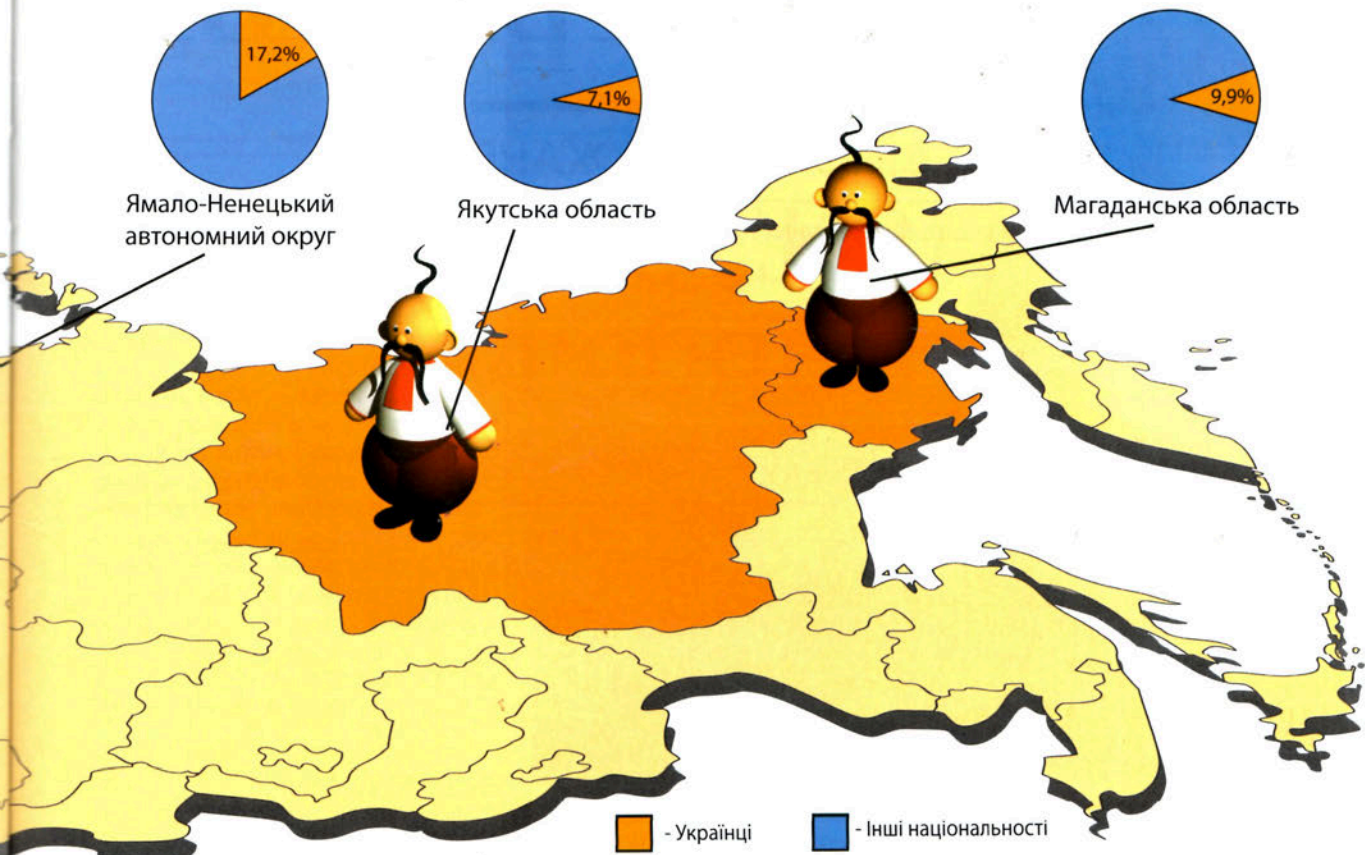 17,2%
7,1%
9,9%
Ямало-Ненецький
автономний округ
Якутська область
Магаданська область
- Українці
- Інші національності